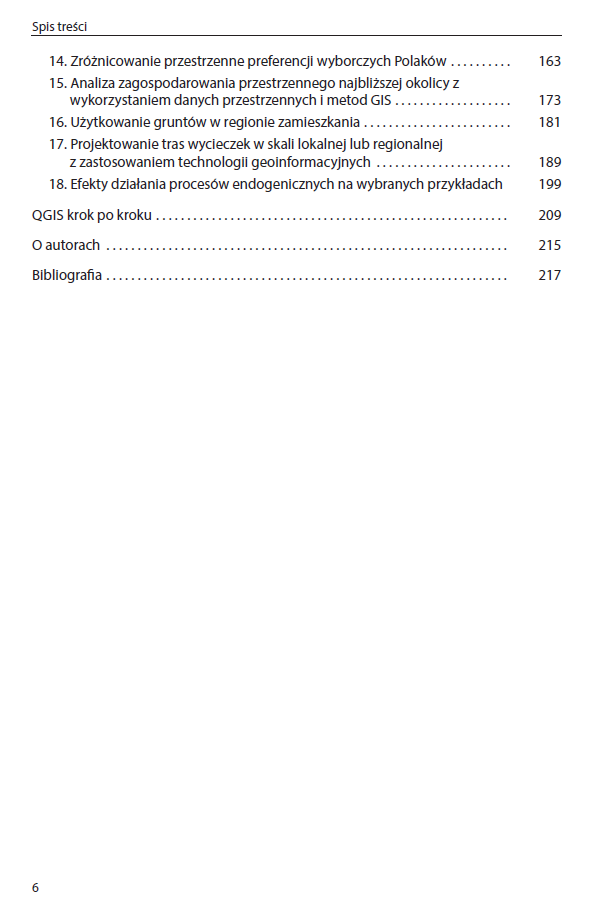 Spis treści
14. Zróżnicowanie przestrzenne preferencji wyborczych Polaków . . . . . . . . . . 163
15. Analiza zagospodarowania przestrzennego najbliższej okolicy z
wykorzystaniem danych przestrzennych i metod GIS . . . . . . . . . . . . . . . . . . . 173
16. Użytkowanie gruntów w regionie zamieszkania . . . . . . . . . . . . . . . . . . . . . . . . 181
17. Projektowanie tras wycieczek w skali lokalnej lub regionalnej
z zastosowaniem technologii geoinformacyjnych . . . . . . . . . . . . . . . . . . . . . . 189
18. Efekty działania procesów endogenicznych na wybranych przykładach 199
QGIS krok po kroku . . . . . . . . . . . . . . . . . . . . . . . . . . . . . . . . . . . . . . . . . . . . . . . . . . . . . . . . . 209
O autorach . . . . . . . . . . . . . . . . . . . . . . . . . . . . . . . . . . . . . . . . . . . . . . . . . . . . . . . . . . . . . . . . . 215
Bibliografia . . . . . . . . . . . . . . . . . . . . . . . . . . . . . . . . . . . . . . . . . . . . . . . . . . . . . . . . . . . . . . . . . 217
6